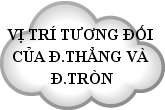 VỊ TRÍ TƯƠNG ĐỐI
CỦA Đ.THẲNG VÀ
Đ.TRÒN